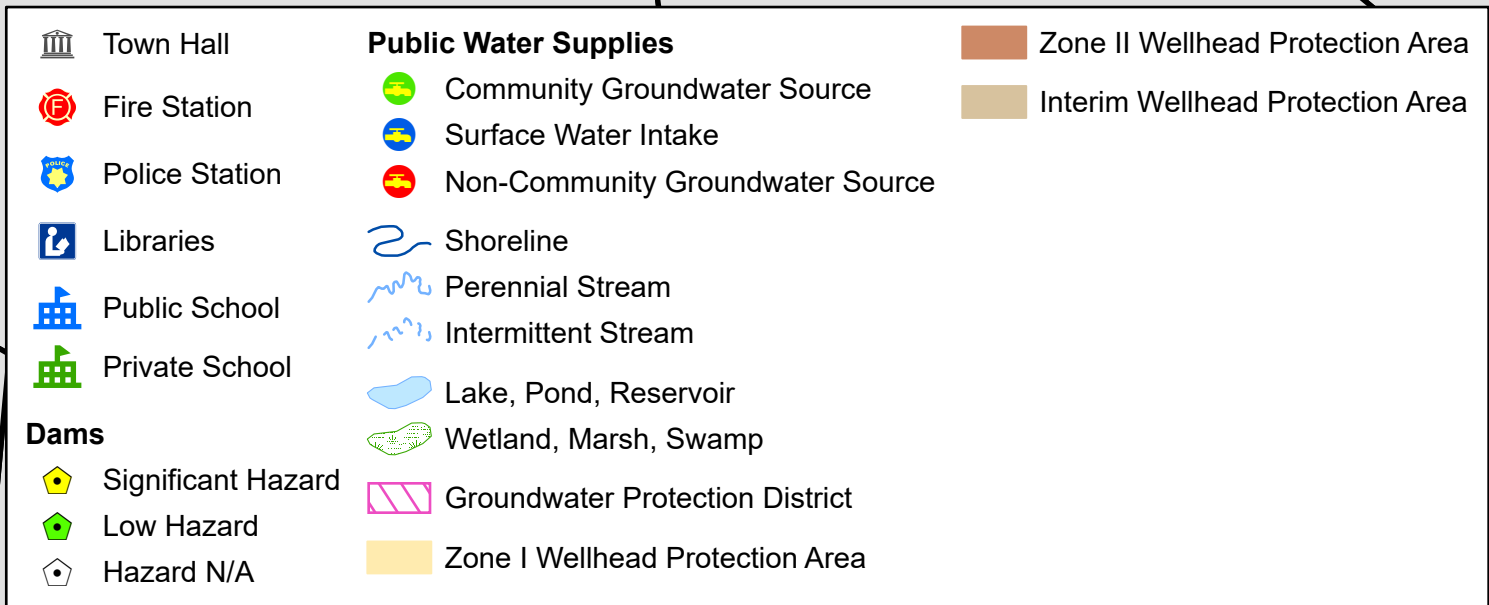 Town Hall
Fire Station
F
Police Station
POLICE
Libraries
Public School
Private School
Dams
Significant Hazard
Low Hazard
Hazard N/A
Public Water Supplies
Community Groundwater Source
Surface Water Intake
Non-Community Groundwater Source
Shoreline
Perennial Stream
Intermittent Stream
Lake, Pond, Reservoir
Wetland, Marsh, Swamp
Groundwater Protection District
Zone I Wellhead Protection Area
Zone II Wellhead Protection Area
Interim Wellhead Protection Area